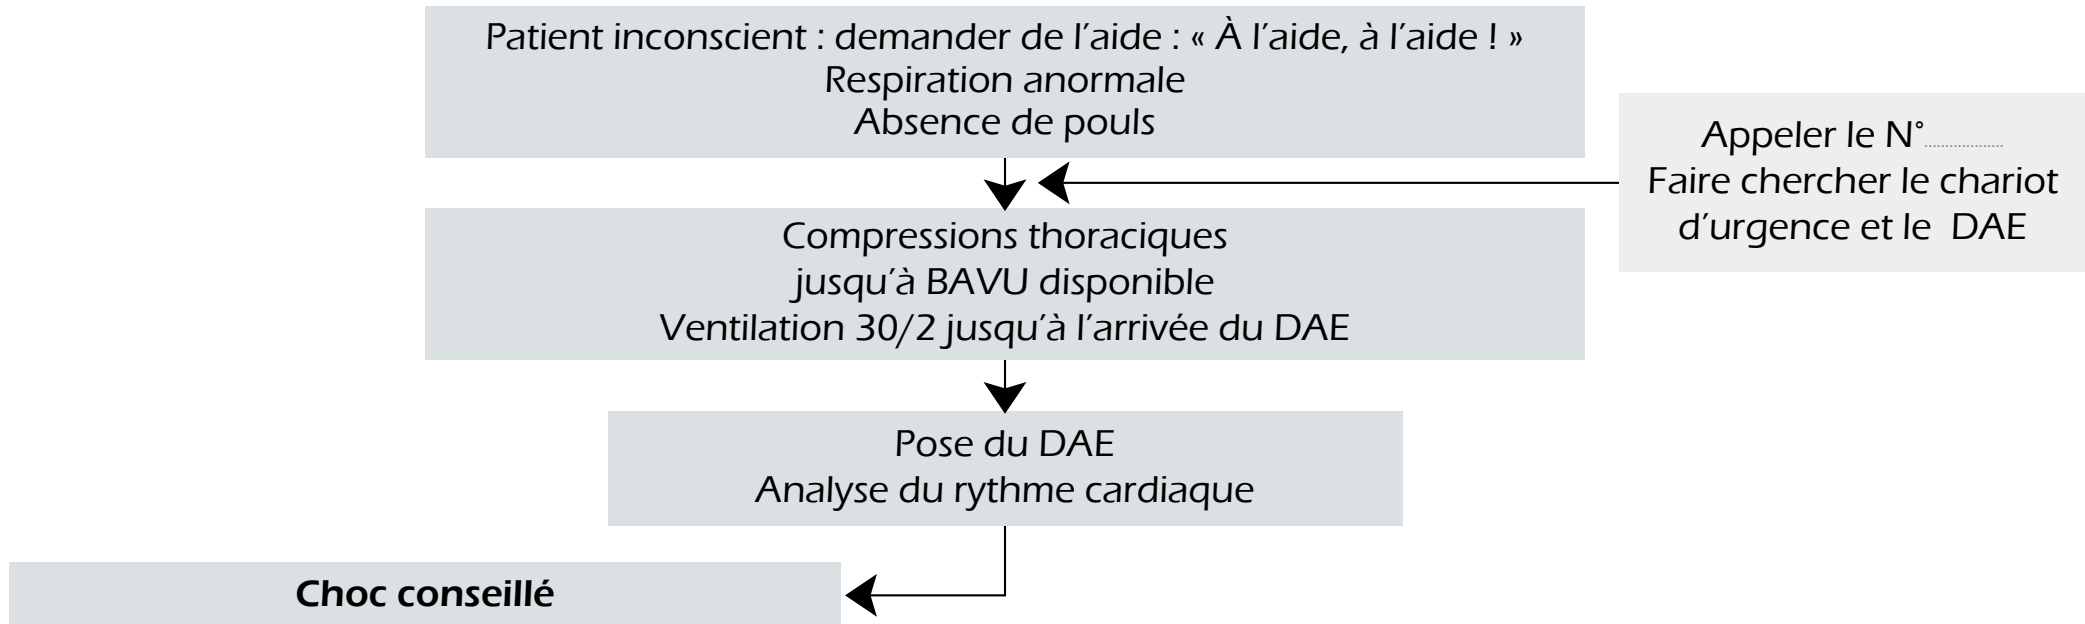 Patient inconscient : demander de l’aide : « À l’aide, à l’aide ! »
Respiration anormale
Absence de pouls
Appeler le N°...................
Faire chercher le chariot
d’urgence et le DAE
Compressions thoraciques
jusqu’à BAVU disponible
Ventilation 30/2 jusqu’à l’arrivée du DAE
Pose du DAE
Analyse du rythme cardiaque
Choc conseillé